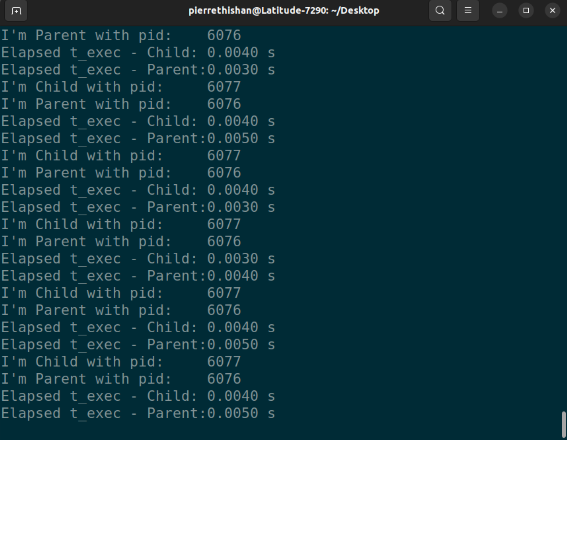 pierrethishan@Latitude-7290: ~/Desktop
I'm Parent with pid:    6076
Elapsed t_exec - Child: 0.0040 s
Elapsed t_exec - Parent:0.0030 s
I'm Child with pid:     6077
I'm Parent with pid:    6076
Elapsed t_exec - Child: 0.0040 s
Elapsed t_exec - Parent:0.0050 s
I'm Child with pid:     6077
I'm Parent with pid:    6076
Elapsed t_exec - Child: 0.0040 s
Elapsed t_exec - Parent:0.0030 s
I'm Child with pid:     6077
I'm Parent with pid:    6076
Elapsed t_exec - Child: 0.0030 s
Elapsed t_exec - Parent:0.0040 s
I'm Child with pid:     6077
I'm Parent with pid:    6076
Elapsed t_exec - Child: 0.0040 s
Elapsed t_exec - Parent:0.0050 s
I'm Child with pid:     6077
I'm Parent with pid:    6076
Elapsed t_exec - Child: 0.0040 s
Elapsed t_exec - Parent:0.0050 s